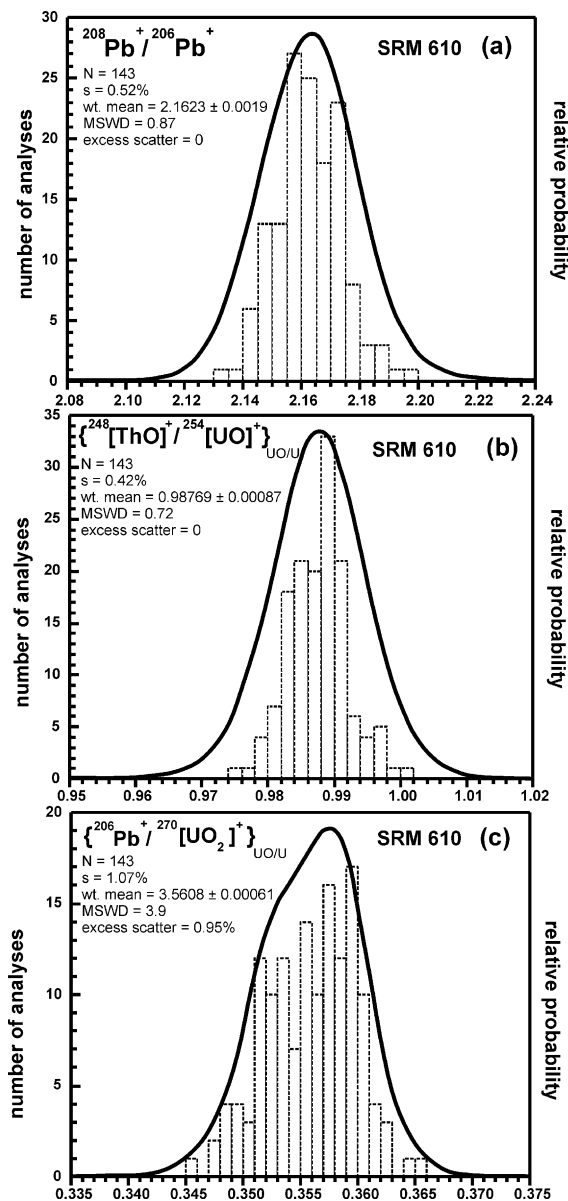 30
²⁰⁸Pb⁺/²⁰⁶Pb⁺ SRM 610 (a)
N = 143
s = 0.52%
wt. mean = 2.1623 ± 0.0019
MSWD = 0.87
excess scatter = 0
25
20
15
10
5
0
number of analyses
relative probability
2.08 2.10 2.12 2.14 2.16 2.18 2.20 2.22 2.24
35
{²⁴⁸[ThO]⁺/²⁵⁴[UO]⁺}UO/U SRM 610 (b)
N = 143
s = 0.42%
wt. mean = 0.98769 ± 0.00087
MSWD = 0.72
excess scatter = 0
30
25
20
15
10
5
0
number of analyses
relative probability
0.95 0.96 0.97 0.98 0.99 1.00 1.01 1.02
20
{²⁰⁶Pb⁺/²⁷⁰[UO₂]⁺}UO/U SRM 610 (c)
N = 143
s = 1.07%
wt. mean = 3.5608 ± 0.00061
MSWD = 3.9
excess scatter = 0.95%
15
10
5
0
number of analyses
relative probability
0.335 0.340 0.345 0.350 0.355 0.360 0.365 0.370 0.375